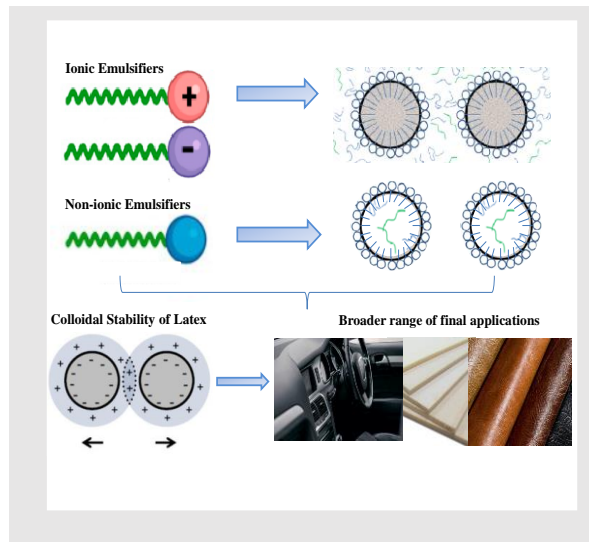 Ionic Emulsifiers
+
-
Non-ionic Emulsifiers
Colloidal Stability of Latex
Broader range of final applications